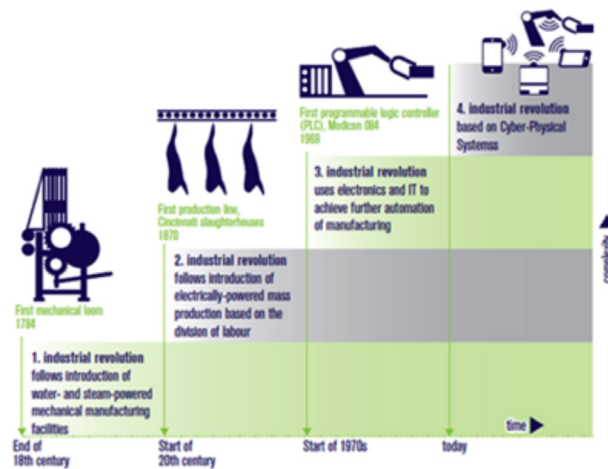 4. industrial revolution
based on Cyber-Physical
Systemss
First programmable logic controller
(PLC), Modicon 084
1969
3. industrial revolution
uses electronics and IT to
achieve further automation
of manufacturing
First production line,
Cincinnati slaughterhouses
1870
2. industrial revolution
follows introduction of
electrically-powered mass
production based on the
division of labour
First mechanical loom
1784
1. industrial revolution
follows introduction of
water- and steam-powered
mechanical manufacturing
facilities
complexity
time
End of
18th century
Start of
20th century
Start of 1970s
today